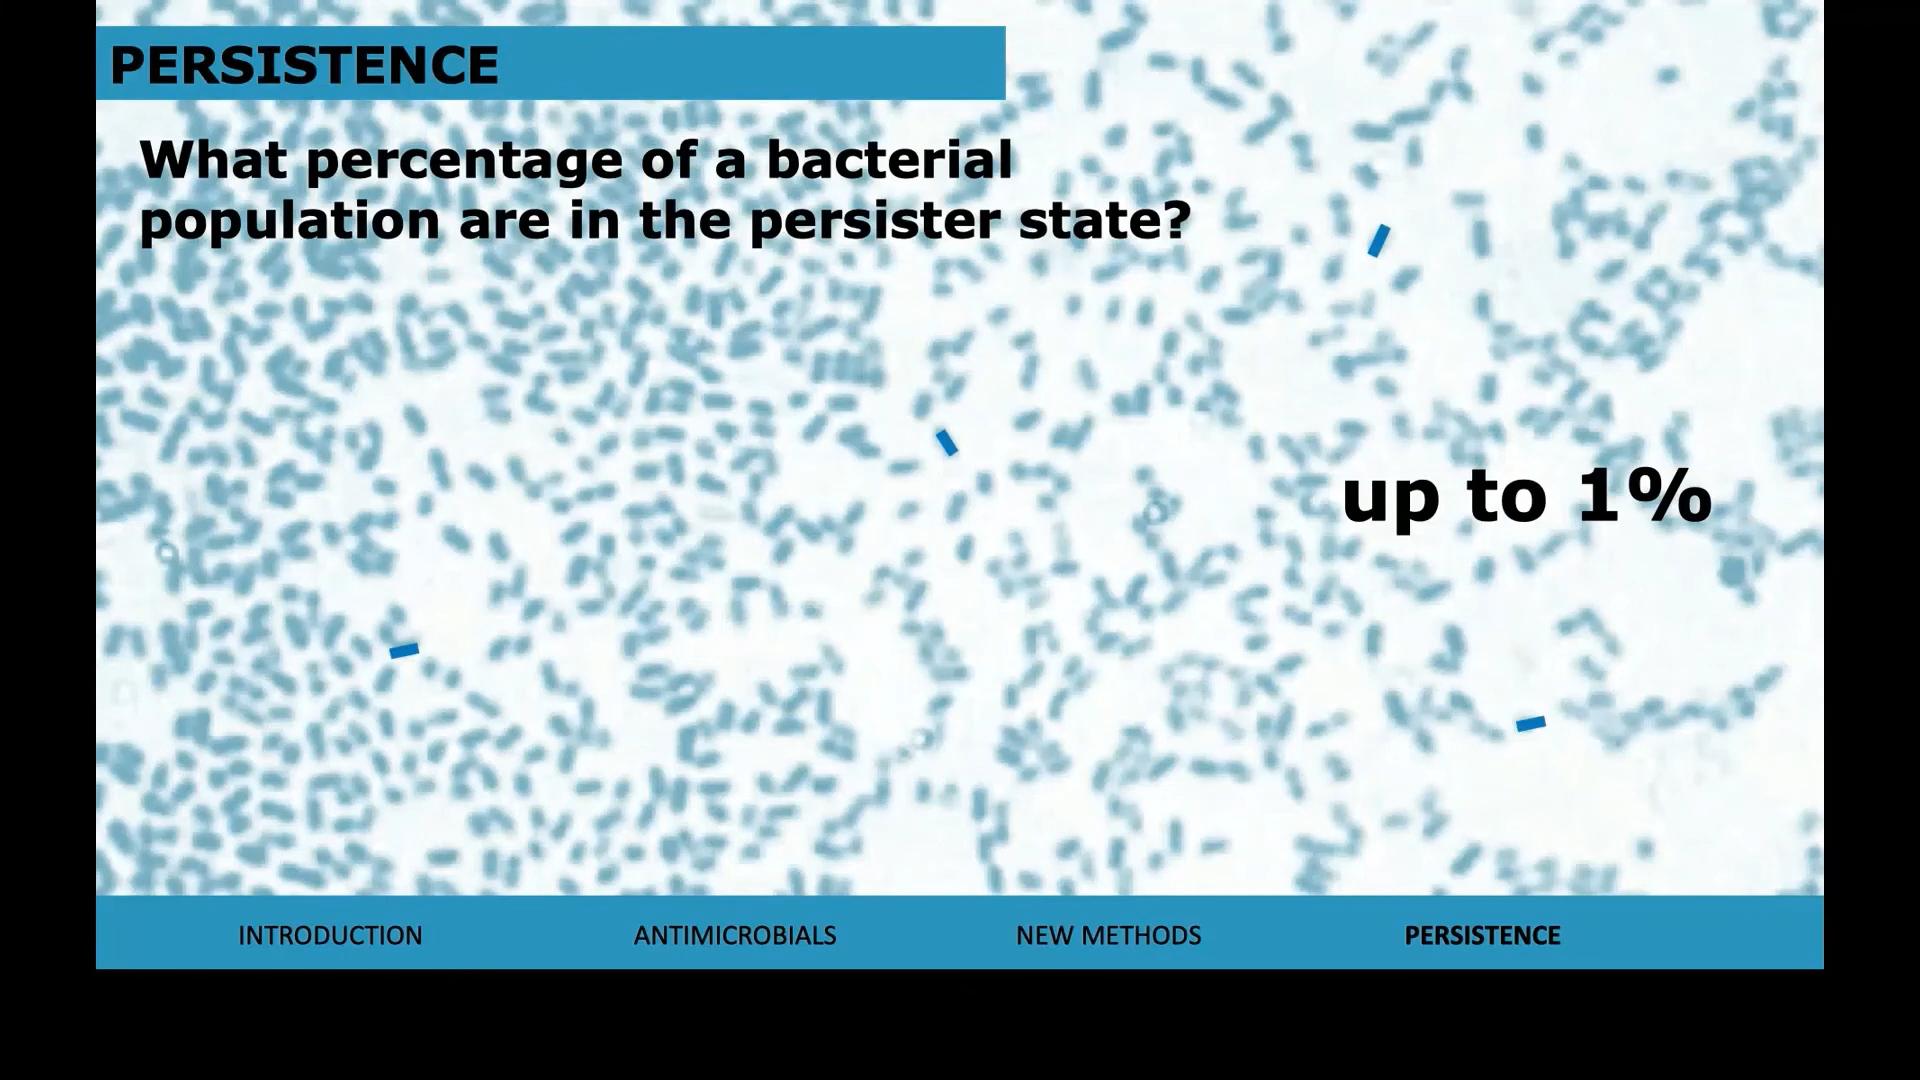 PERSISTENCE
What percentage of a bacterial
population are in the persister state?
up to 1%
INTRODUCTION
ANTIMICROBIALS
NEW METHODS
PERSISTENCE